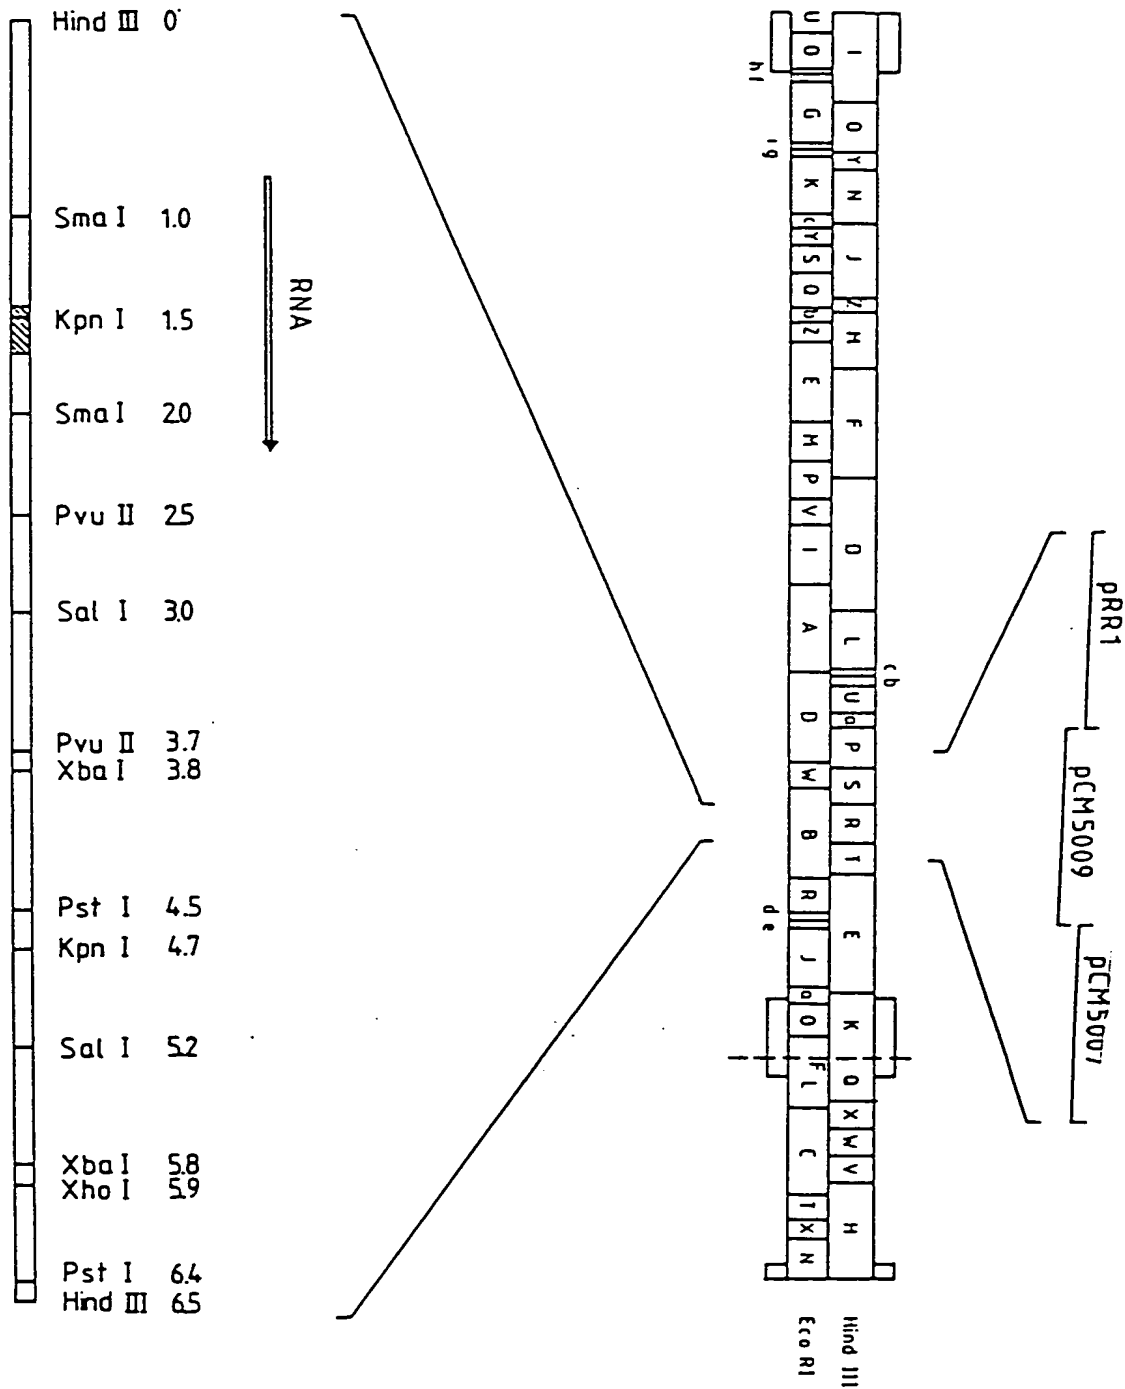 Hind III 0
Sma I 1.0
Kpn I 1.5
Sma I 2.0
Pvu II 2.5
Sal I 3.0
Pvu II 3.7
Xba I 3.8
Pst I 4.5
Kpn I 4.7
Sal I 5.2
Xba I 5.8
Xho I 5.9
Pst I 6.4
Hind III 6.5
RNA
I O Y N J M F D L U a P S R T E K Q X W V H
c b
Hind III
U O G K c Y S Q b Z E M P V I A D W B R J a O F L C T X N
h f
i g
d e
Eco RI
pRR1
pCM5009
pCM5007